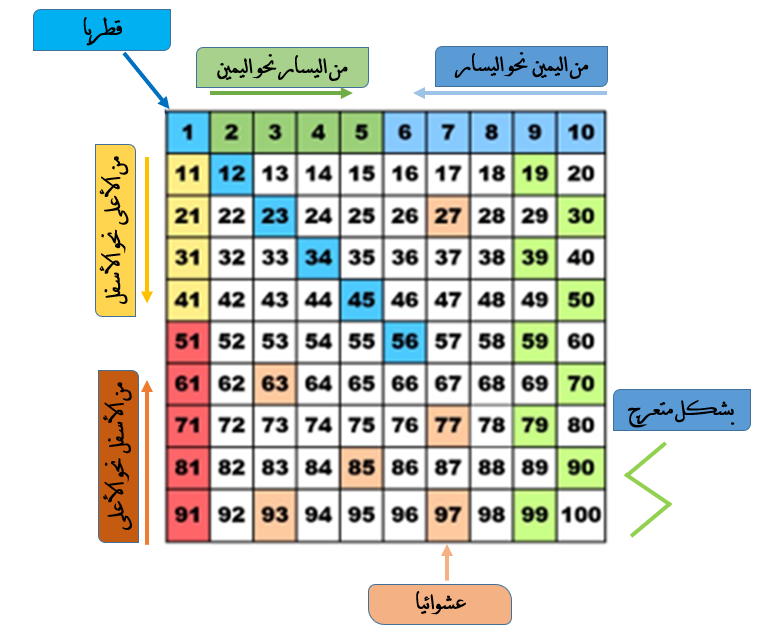 قطريا
من اليسار نحو اليمين
من اليمين نحو اليسار
1 2 3 4 5 6 7 8 9 10
11 12 13 14 15 16 17 18 19 20
21 22 23 24 25 26 27 28 29 30
31 32 33 34 35 36 37 38 39 40
41 42 43 44 45 46 47 48 49 50
51 52 53 54 55 56 57 58 59 60
61 62 63 64 65 66 67 68 69 70
71 72 73 74 75 76 77 78 79 80
81 82 83 84 85 86 87 88 89 90
91 92 93 94 95 96 97 98 99 100
من الأعلى نحو الأسفل
من الأسفل نحو الأعلى
بشكل متعرج
عشوائيا